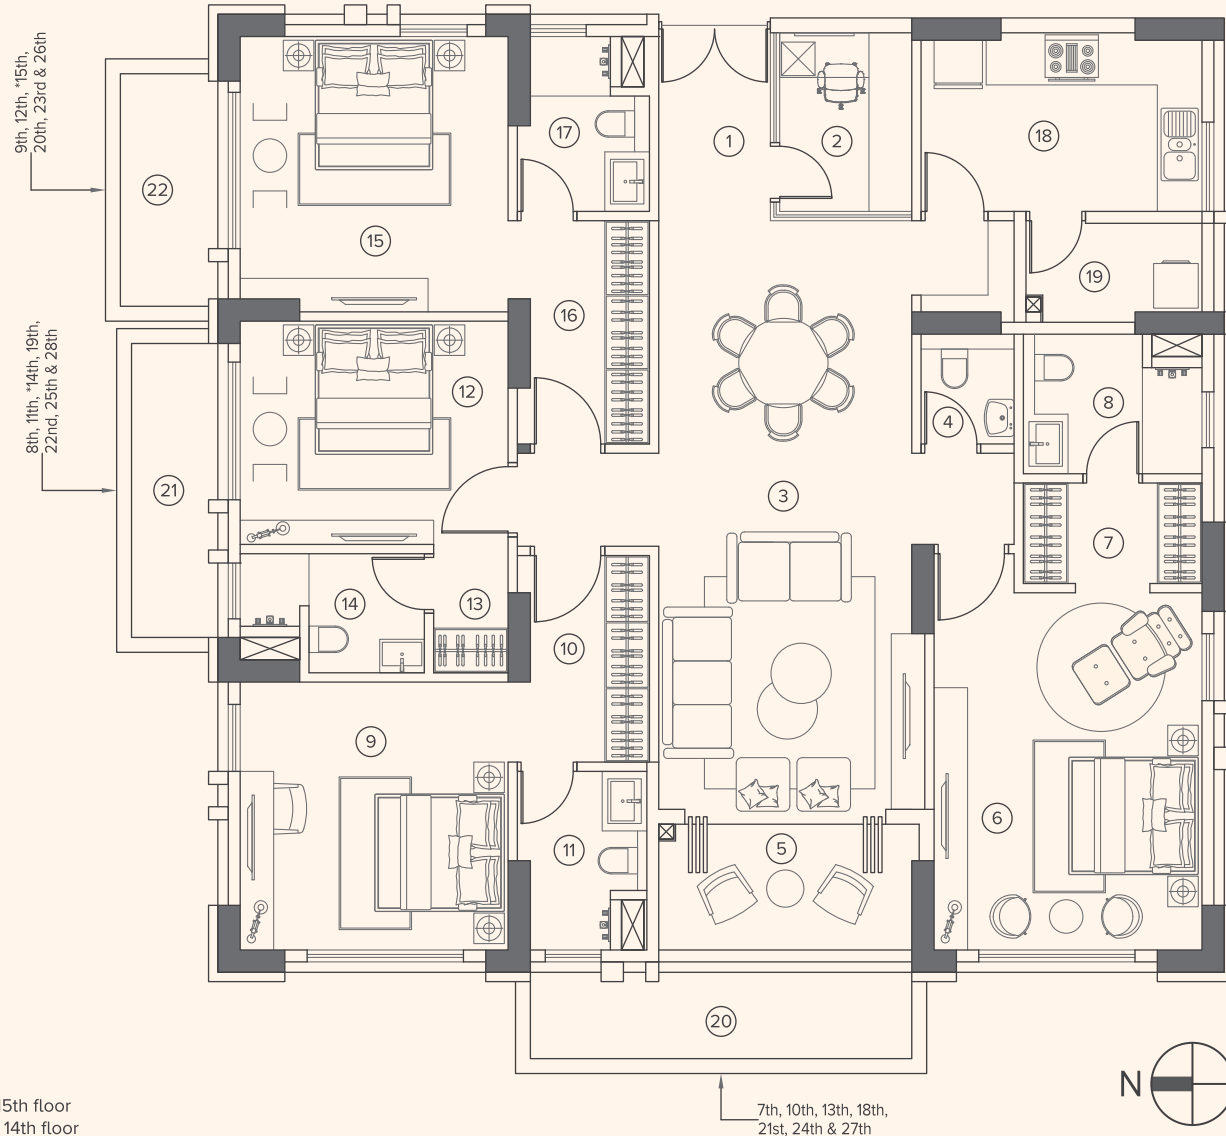 9th, 12th, *15th,
20th, 23rd & 26th
8th, 11th, *14th, 19th,
22nd, 25th & 28th
17
1
2
18
22
15
19
16
12
4
8
3
21
7
14
13
10
9
6
11
5
20
N
15th floor
14th floor
7th, 10th, 13th, 18th,
21st, 24th & 27th